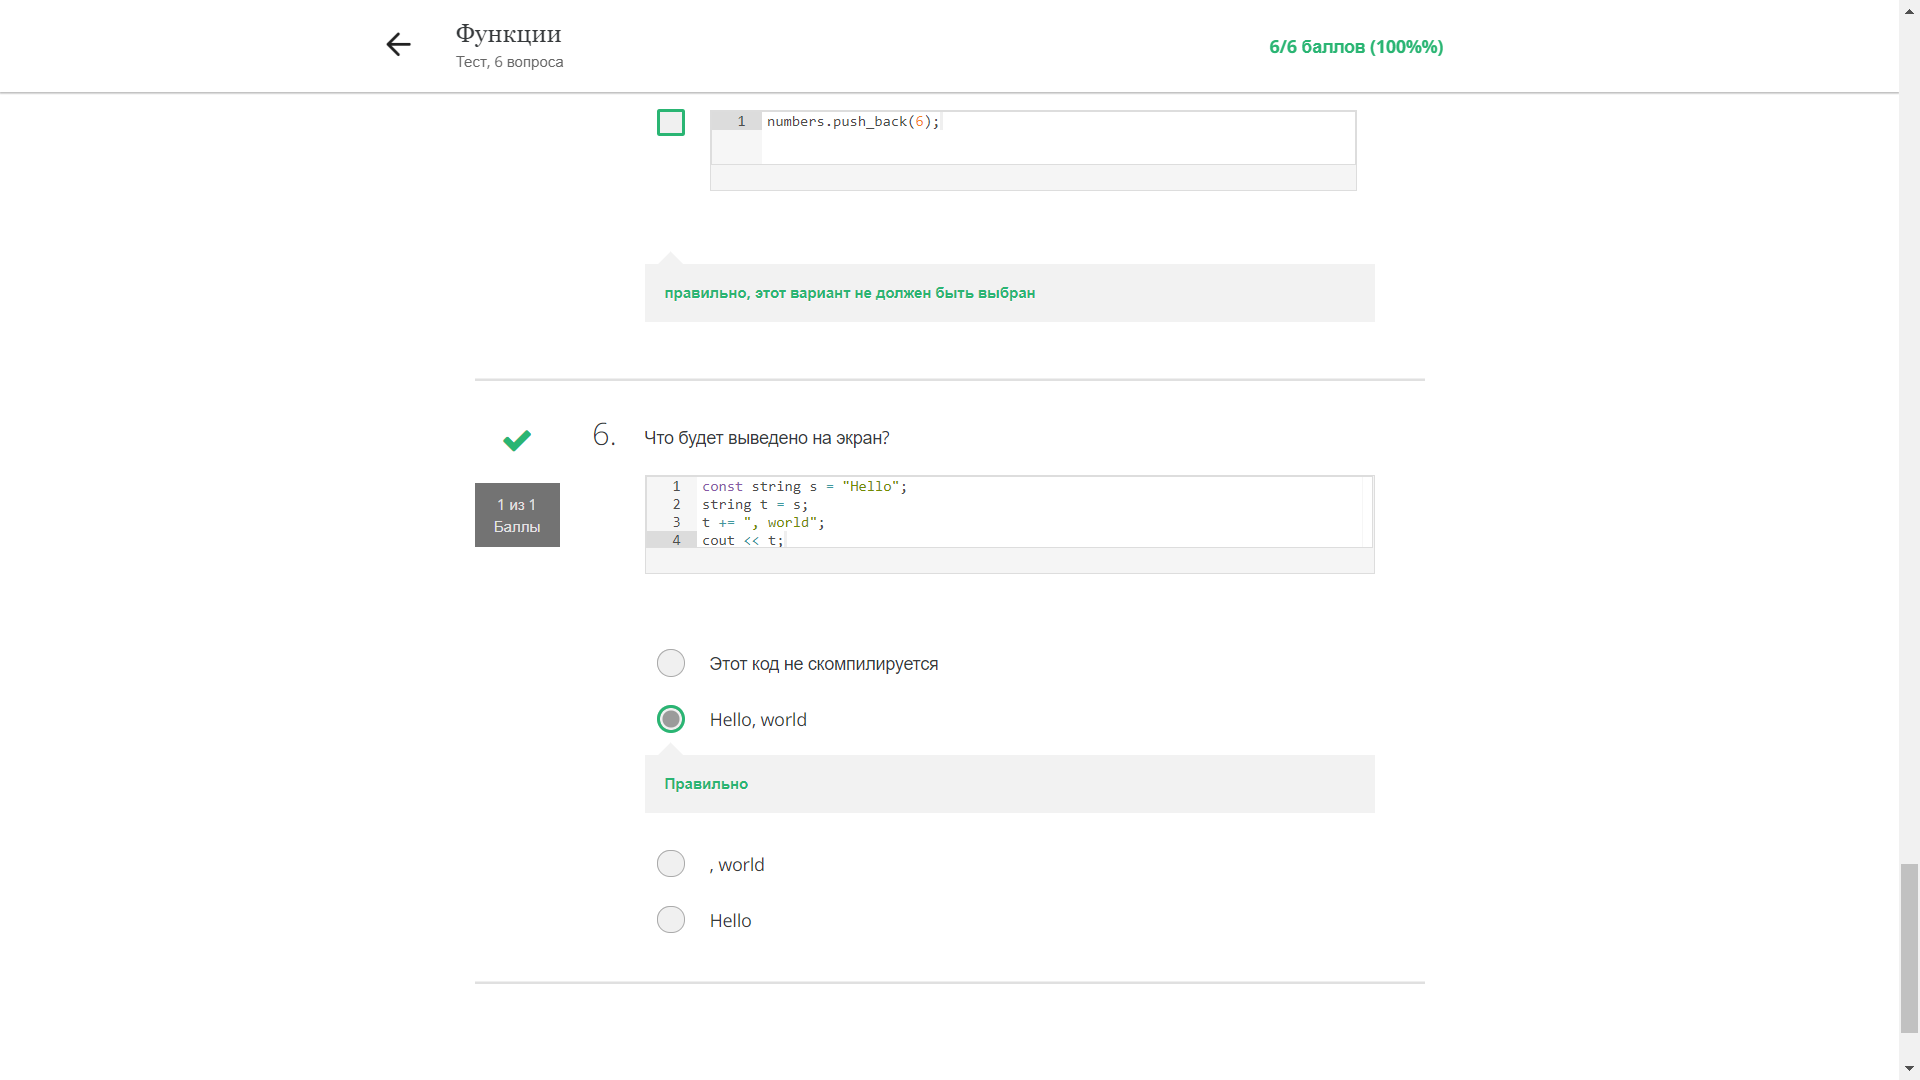 Функции
Тест, 6 вопроса
6/6 баллов (100%%)
1 numbers.push_back(6);
правильно, этот вариант не должен быть выбран
6. Что будет выведено на экран?
1 из 1
Баллы
1 const string s = "Hello";
2 string t = s;
3 t += ", world";
4 cout << t;
Этот код не скомпилируется
Hello, world
Правильно
, world
Hello